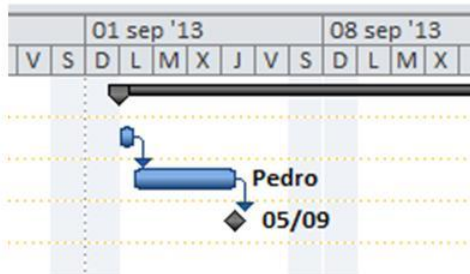 01 sep '13 08 sep '13
V S D L M X J V S D L M X
Pedro
05/09